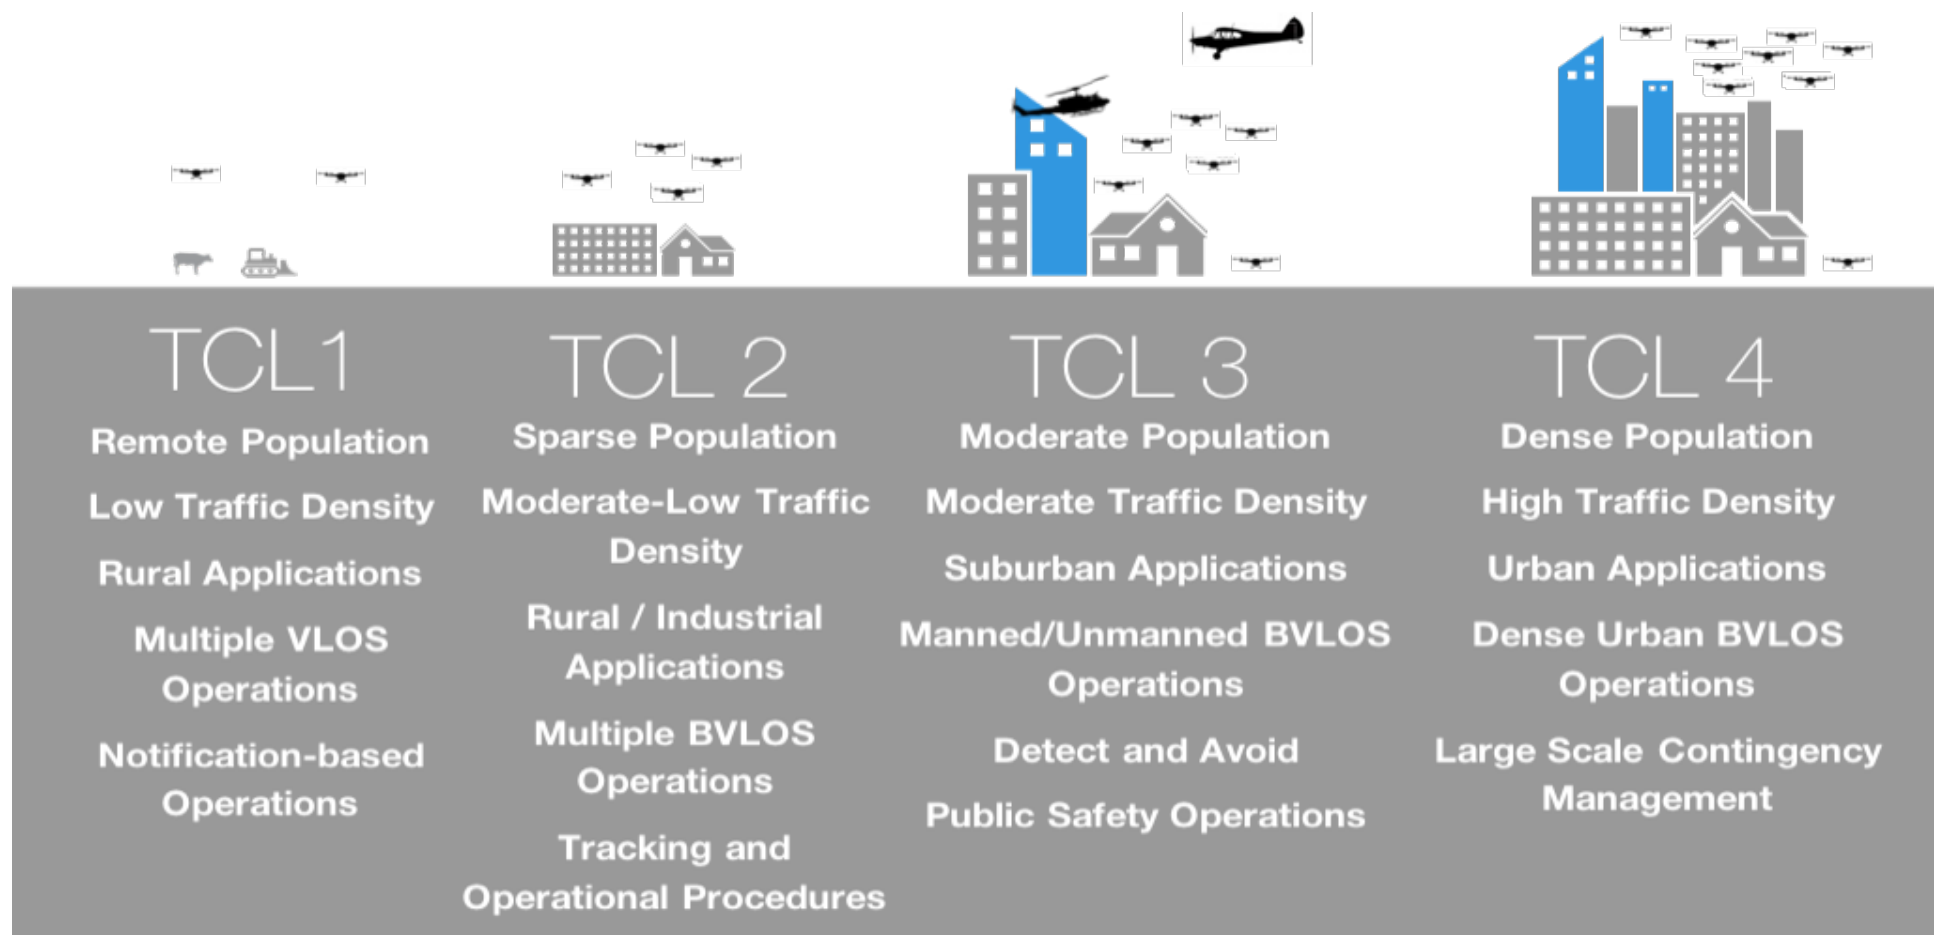 TCL1
Remote Population
Low Traffic Density
Rural Applications
Multiple VLOS
Operations
Notification-based
Operations
TCL 2
Sparse Population
Moderate-Low Traffic
Density
Rural / Industrial
Applications
Multiple BVLOS
Operations
Tracking and
Operational Procedures
TCL 3
Moderate Population
Moderate Traffic Density
Suburban Applications
Manned/Unmanned BVLOS
Operations
Detect and Avoid
Public Safety Operations
TCL 4
Dense Population
High Traffic Density
Urban Applications
Dense Urban BVLOS
Operations
Large Scale Contingency
Management